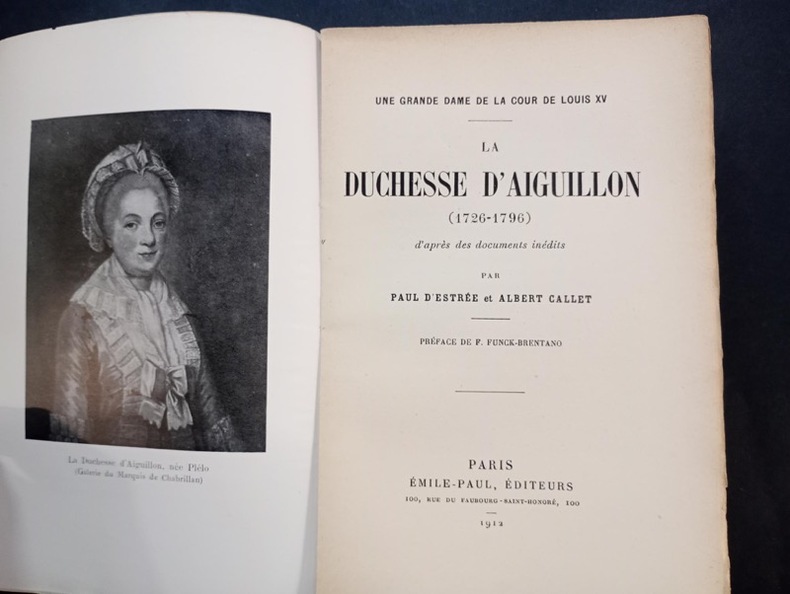 La Duchesse d'Aiguillon, née Plélo
(Galerie du Marquis de Chabrillan)
UNE GRANDE DAME DE LA COUR DE LOUIS XV
LA
DUCHESSE D'AIGUILLON
(1726-1796)
d'après des documents inédits
PAR
PAUL D'ESTRÉE et ALBERT CALLET
PRÉFACE DE F. FUNCK-BRENTANO
PARIS
ÉMILE-PAUL, ÉDITEURS
100, RUE DU FAUBOURG-SAINT-HONORÉ, 100
1912